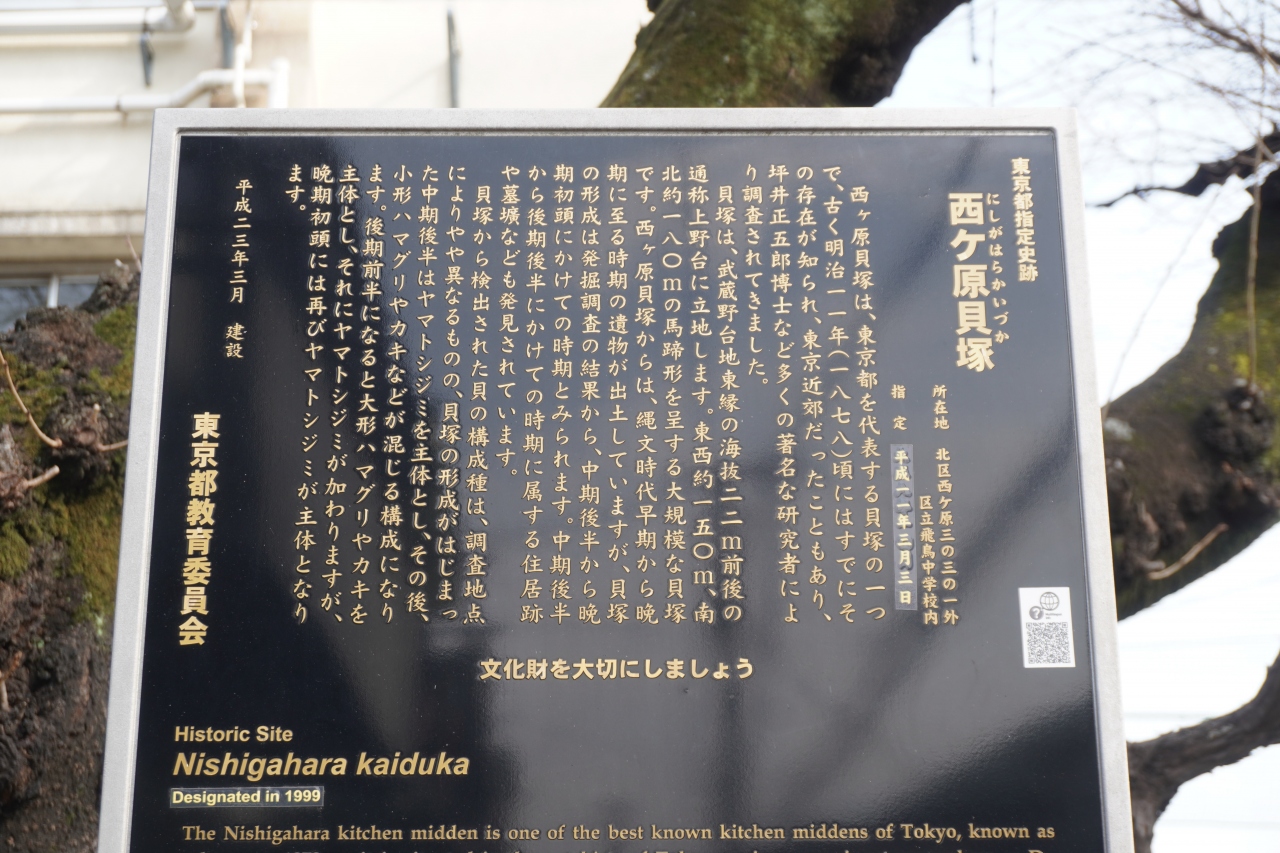 東京都指定史跡
にしがはらかいづか
西ケ原貝塚
所在地　北区西ケ原三の三の一外
区立飛鳥中学校内
指　定　平成一一年三月三日
西ヶ原貝塚は、東京都を代表する貝塚の一つ
で、古く明治一一年（一八七八）頃にはすでにそ
の存在が知られ、東京近郊だったこともあり、
坪井正五郎博士など多くの著名な研究者によ
り調査されてきました。
貝塚は、武蔵野台地東縁の海抜二二ｍ前後の
通称上野台に立地します。東西約一五〇ｍ、南
北約一八〇ｍの馬蹄形を呈する大規模な貝塚
です。西ヶ原貝塚からは、縄文時代早期から晩
期に至る時期の遺物が出土していますが、貝塚
の形成は発掘調査の結果から、中期後半から晩
期初頭にかけての時期とみられます。中期後半
から後期後半にかけての時期に属する住居跡
や墓壙なども発見されています。
貝塚から検出された貝の構成種は、調査地点
によりやや異なるものの、貝塚の形成がはじまっ
た中期後半はヤマトシジミを主体とし、その後、
小形ハマグリやカキなどが混じる構成になり
ます。後期前半になると大形ハマグリやカキを
主体とし、それにヤマトシジミが加わりますが、
晩期初頭には再びヤマトシジミが主体となり
ます。
平成二三年三月　建設
東京都教育委員会
文化財を大切にしましょう
Historic Site
Nishigahara kaiduka
Designated in 1999
The Nishigahara kitchen midden is one of the best known kitchen middens of Tokyo, known as